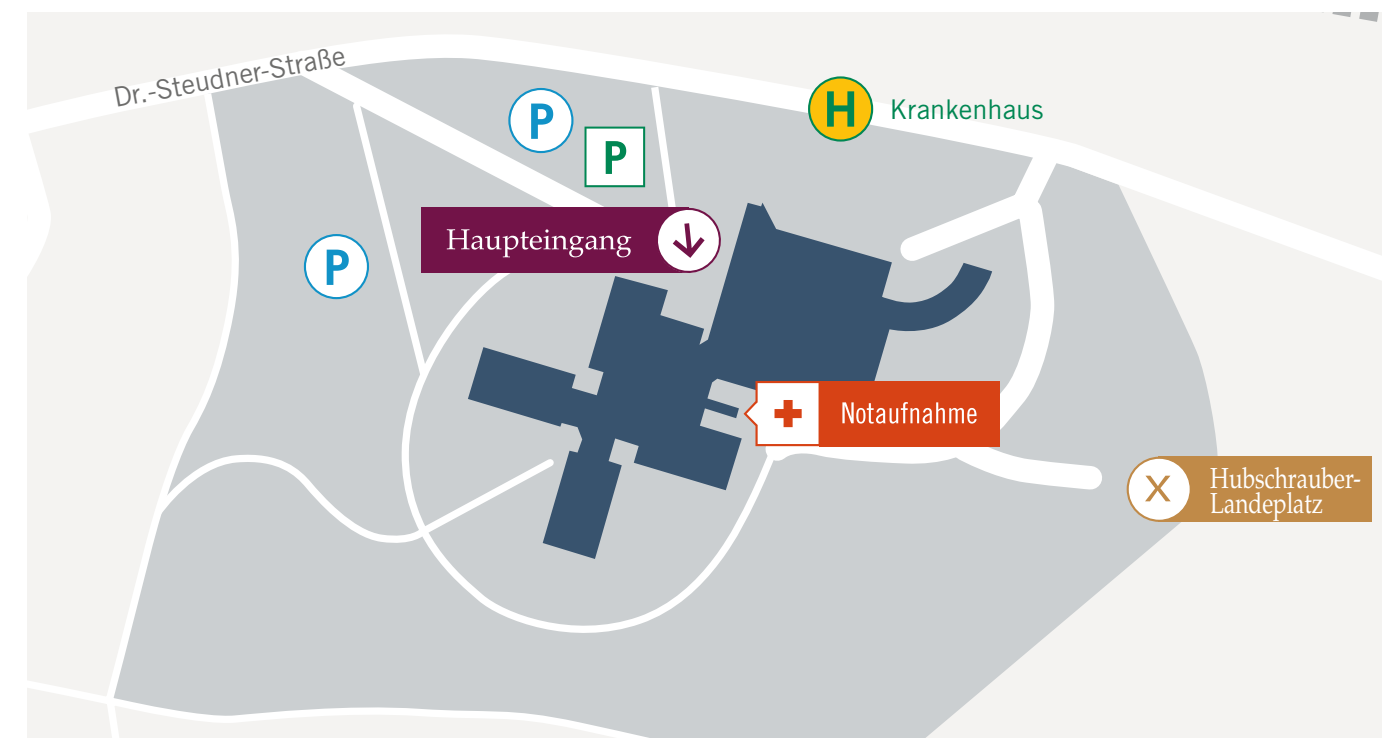 Dr.-Steudner-Straße
P
H
Krankenhaus
P
Haupteingang
P
Notaufnahme
X
Hubschrauber-
Landeplatz